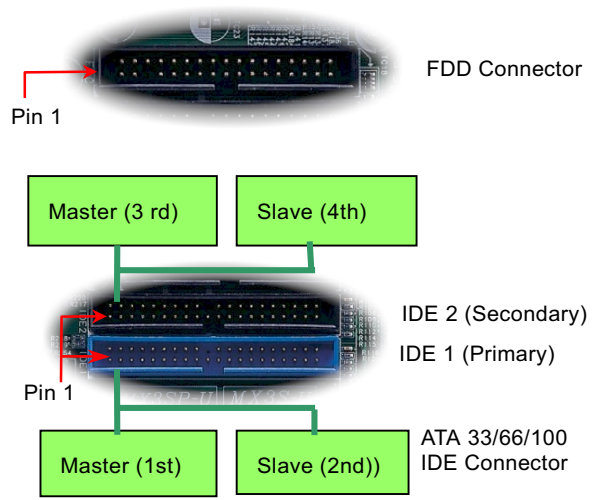 FDD Connector
Pin 1
Master (3 rd)
Slave (4th)
IDE 2 (Secondary)
IDE 1 (Primary)
Pin 1
Master (1st)
Slave (2nd))
ATA 33/66/100
IDE Connector